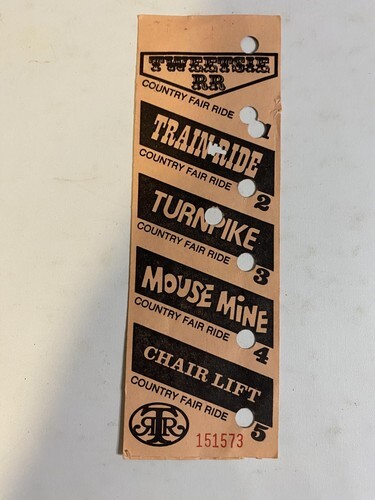 TWEETSIE
RR
COUNTRY FAIR RIDE 1
TRAIN RIDE
COUNTRY FAIR RIDE 2
TURNPIKE
COUNTRY FAIR RIDE 3
MOUSE MiNE
COUNTRY FAIR RIDE 4
CHAIR LIFT
COUNTRY FAIR RIDE 5
TRR
151573